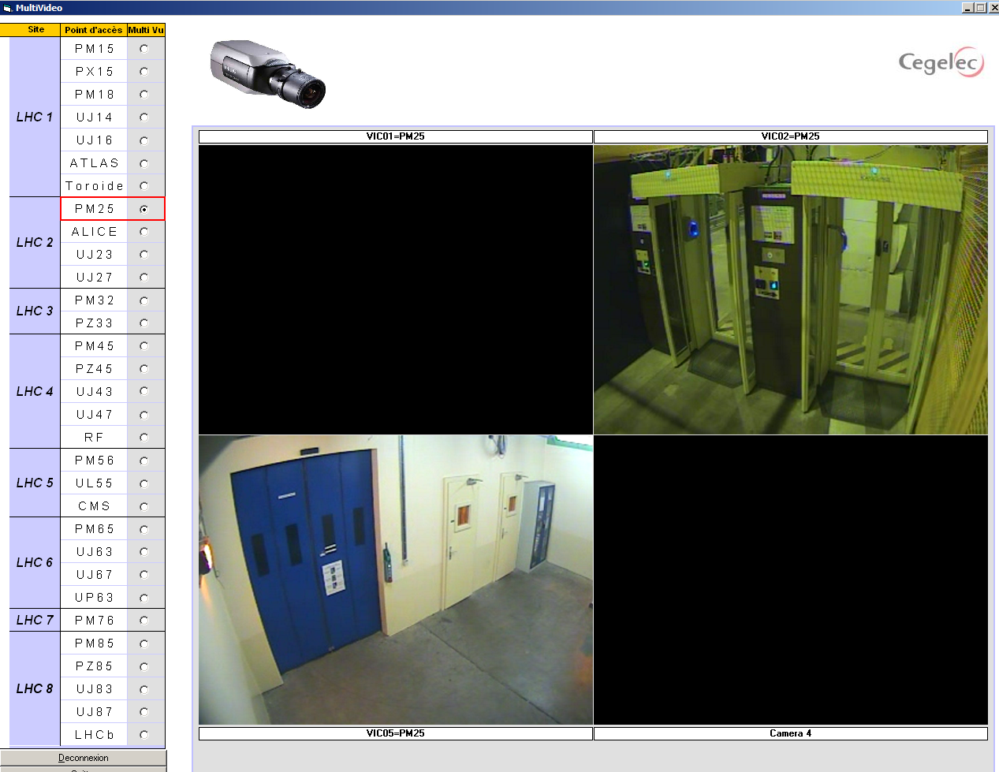 MultiVideo
Site Point d'accès Multi Vu
LHC 1
PM15
PX15
PM18
UJ14
UJ16
ATLAS
Toroide
LHC 2
PM25
ALICE
UJ23
UJ27
LHC 3
PM32
PZ33
LHC 4
PM45
PZ45
UJ43
UJ47
RF
LHC 5
PM56
UL55
CMS
LHC 6
PM65
UJ63
UJ67
UP63
LHC 7
PM76
LHC 8
PM85
PZ85
UJ83
UJ87
LHCb
Deconnexion
Cegelec
VIC01=PM25
VIC02=PM25
VIC05=PM25
Camera 4